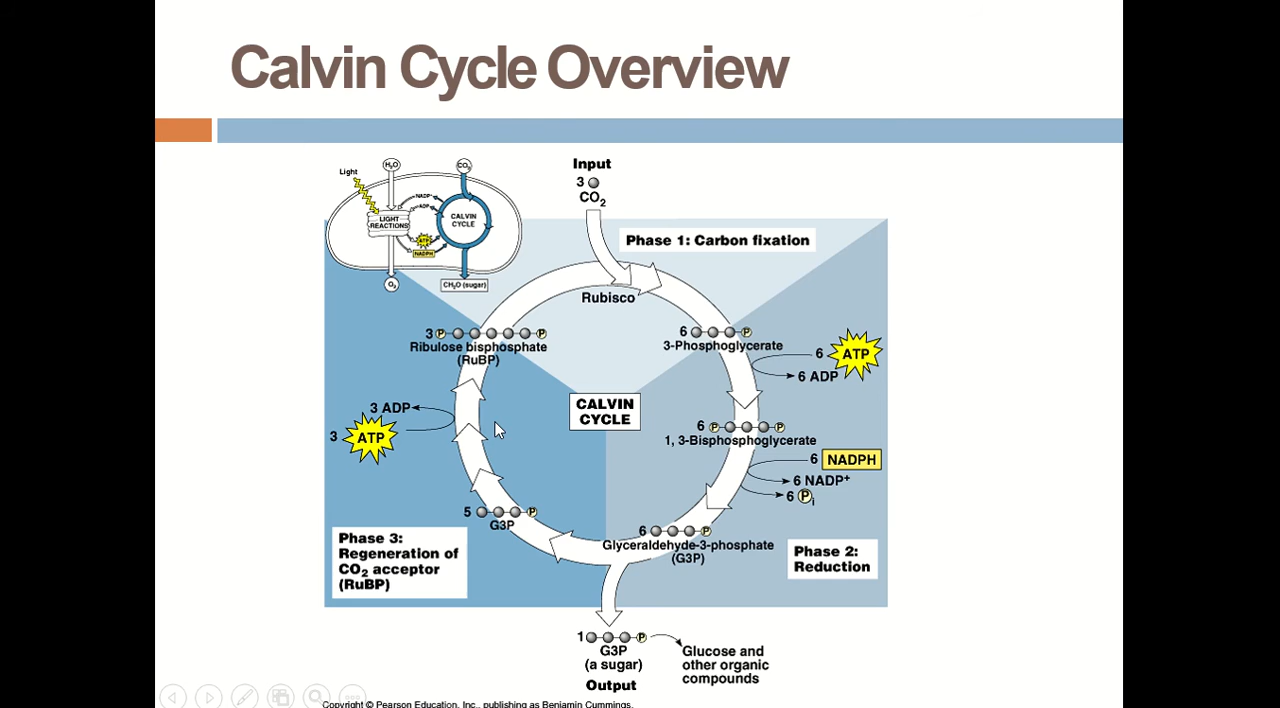 Calvin Cycle Overview
Light
H₂O
CO₂
NADP⁺
ADP
LIGHT
REACTIONS
CALVIN
CYCLE
ATP
NADPH
O₂
CH₂O (sugar)
Input
3
CO₂
Phase 1: Carbon fixation
Rubisco
3 P P
Ribulose bisphosphate
(RuBP)
6 P
3-Phosphoglycerate
6 ATP
6 ADP
CALVIN
CYCLE
3 ADP
3 ATP
6 P P
1, 3-Bisphosphoglycerate
6 NADPH
6 NADP⁺
6 Pi
5 P
G3P
6 P
Glyceraldehyde-3-phosphate
(G3P)
Phase 3:
Regeneration of
CO₂ acceptor
(RuBP)
Phase 2:
Reduction
1 P
G3P
(a sugar)
Output
Glucose and
other organic
compounds
Copyright © Pearson Education, Inc., publishing as Benjamin Cummings.